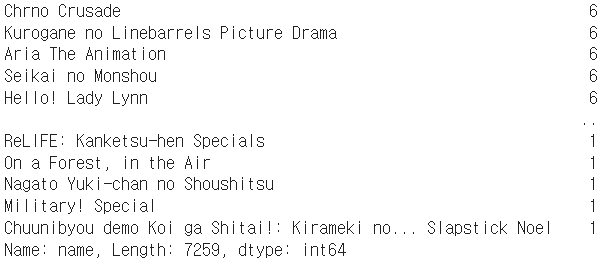 Chrno Crusade 6
Kurogane no Linebarrels Picture Drama 6
Aria The Animation 6
Seikai no Monshou 6
Hello! Lady Lynn 6
..
ReLIFE: Kanketsu-hen Specials 1
On a Forest, in the Air 1
Nagato Yuki-chan no Shoushitsu 1
Military! Special 1
Chuunibyou demo Koi ga Shitai!: Kirameki no... Slapstick Noel 1
Name: name, Length: 7259, dtype: int64